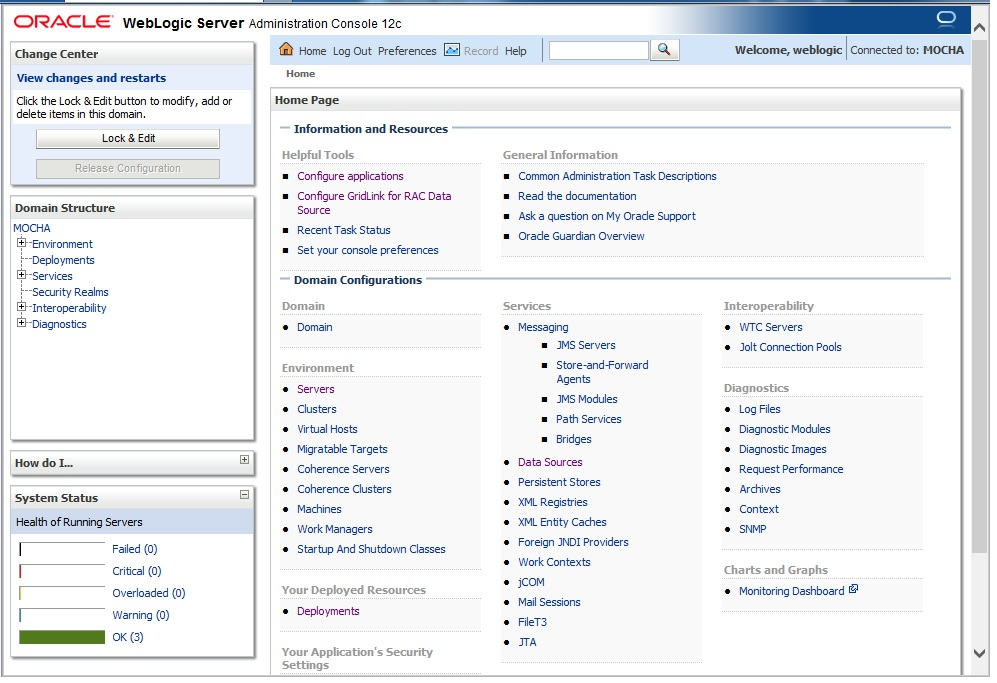 ORACLE WebLogic Server Administration Console 12c
Change Center
View changes and restarts
Click the Lock & Edit button to modify, add or
delete items in this domain.
Lock & Edit
Release Configuration
Domain Structure
MOCHA
Environment
Deployments
Services
Security Realms
Interoperability
Diagnostics
How do I...
System Status
Health of Running Servers
Failed (0)
Critical (0)
Overloaded (0)
Warning (0)
OK (3)
Home Log Out Preferences Record Help
Welcome, weblogic Connected to: MOCHA
Home
Home Page
Information and Resources
Helpful Tools
Configure applications
Configure GridLink for RAC Data
Source
Recent Task Status
Set your console preferences
General Information
Common Administration Task Descriptions
Read the documentation
Ask a question on My Oracle Support
Oracle Guardian Overview
Domain Configurations
Domain
Domain
Environment
Servers
Clusters
Virtual Hosts
Migratable Targets
Coherence Servers
Coherence Clusters
Machines
Work Managers
Startup And Shutdown Classes
Your Deployed Resources
Deployments
Your Application's Security
Settings
Services
Messaging
JMS Servers
Store-and-Forward
Agents
JMS Modules
Path Services
Bridges
Data Sources
Persistent Stores
XML Registries
XML Entity Caches
Foreign JNDI Providers
Work Contexts
jCOM
Mail Sessions
FileT3
JTA
Interoperability
WTC Servers
Jolt Connection Pools
Diagnostics
Log Files
Diagnostic Modules
Diagnostic Images
Request Performance
Archives
Context
SNMP
Charts and Graphs
Monitoring Dashboard